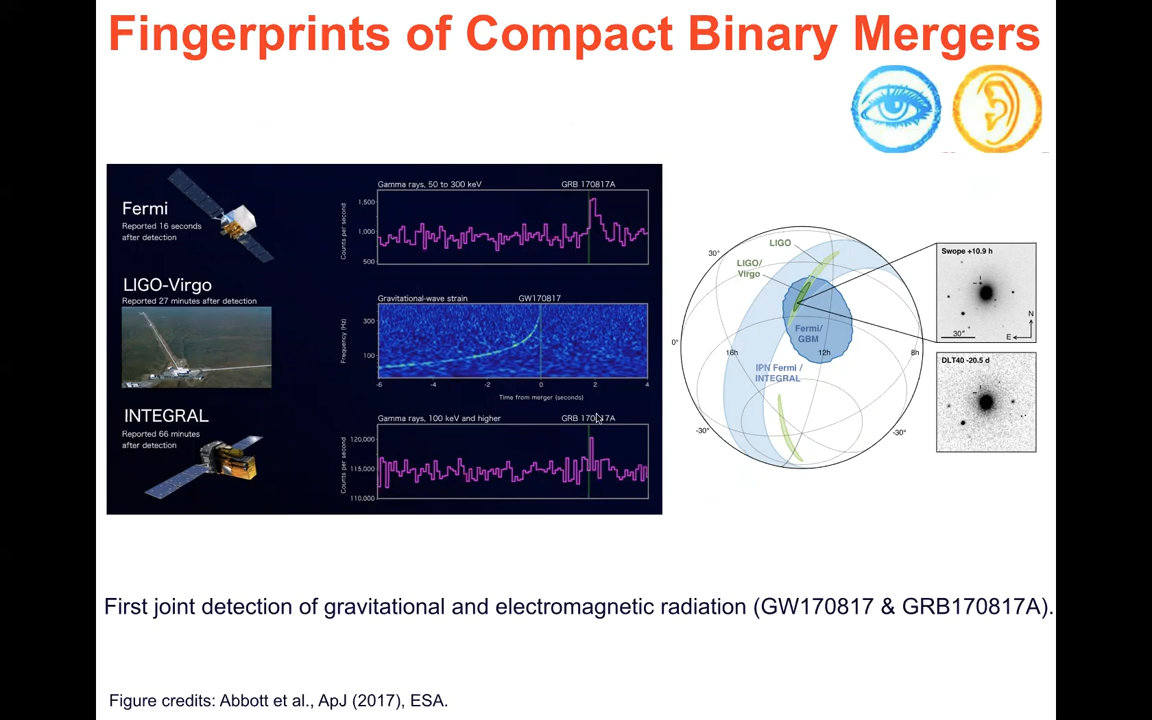 Fingerprints of Compact Binary Mergers
Fermi
Reported 16 seconds
after detection
Gamma rays, 50 to 300 keV
GRB 170817A
Counts per second
1,500
1,000
500
LIGO-Virgo
Reported 27 minutes after detection
Gravitational-wave strain
GW170817
Frequency (Hz)
300
100
-6
-4
-2
0
2
4
Time from merger (seconds)
INTEGRAL
Reported 66 minutes
after detection
Gamma rays, 100 keV and higher
GRB 170817A
Counts per second
120,000
115,000
110,000
30°
LIGO
LIGO/
Virgo
Fermi/
GBM
0°
16h
12h
8h
IPN Fermi /
INTEGRAL
-30°
-30°
Swope +10.9 h
N
E
30"
DLT40 -20.5 d
First joint detection of gravitational and electromagnetic radiation (GW170817 & GRB170817A).
Figure credits: Abbott et al., ApJ (2017), ESA.